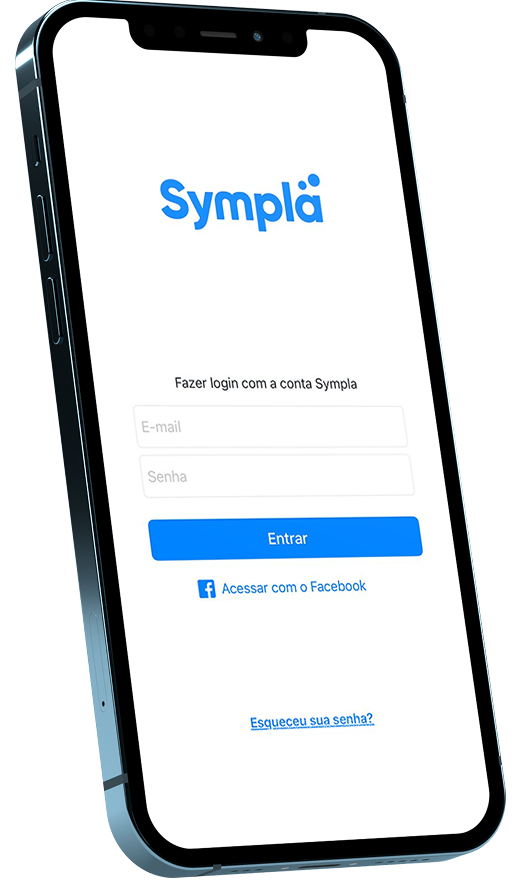 Sympla
Fazer login com a conta Sympla
E-mail
Senha
Entrar
Acessar com o Facebook
Esqueceu sua senha?